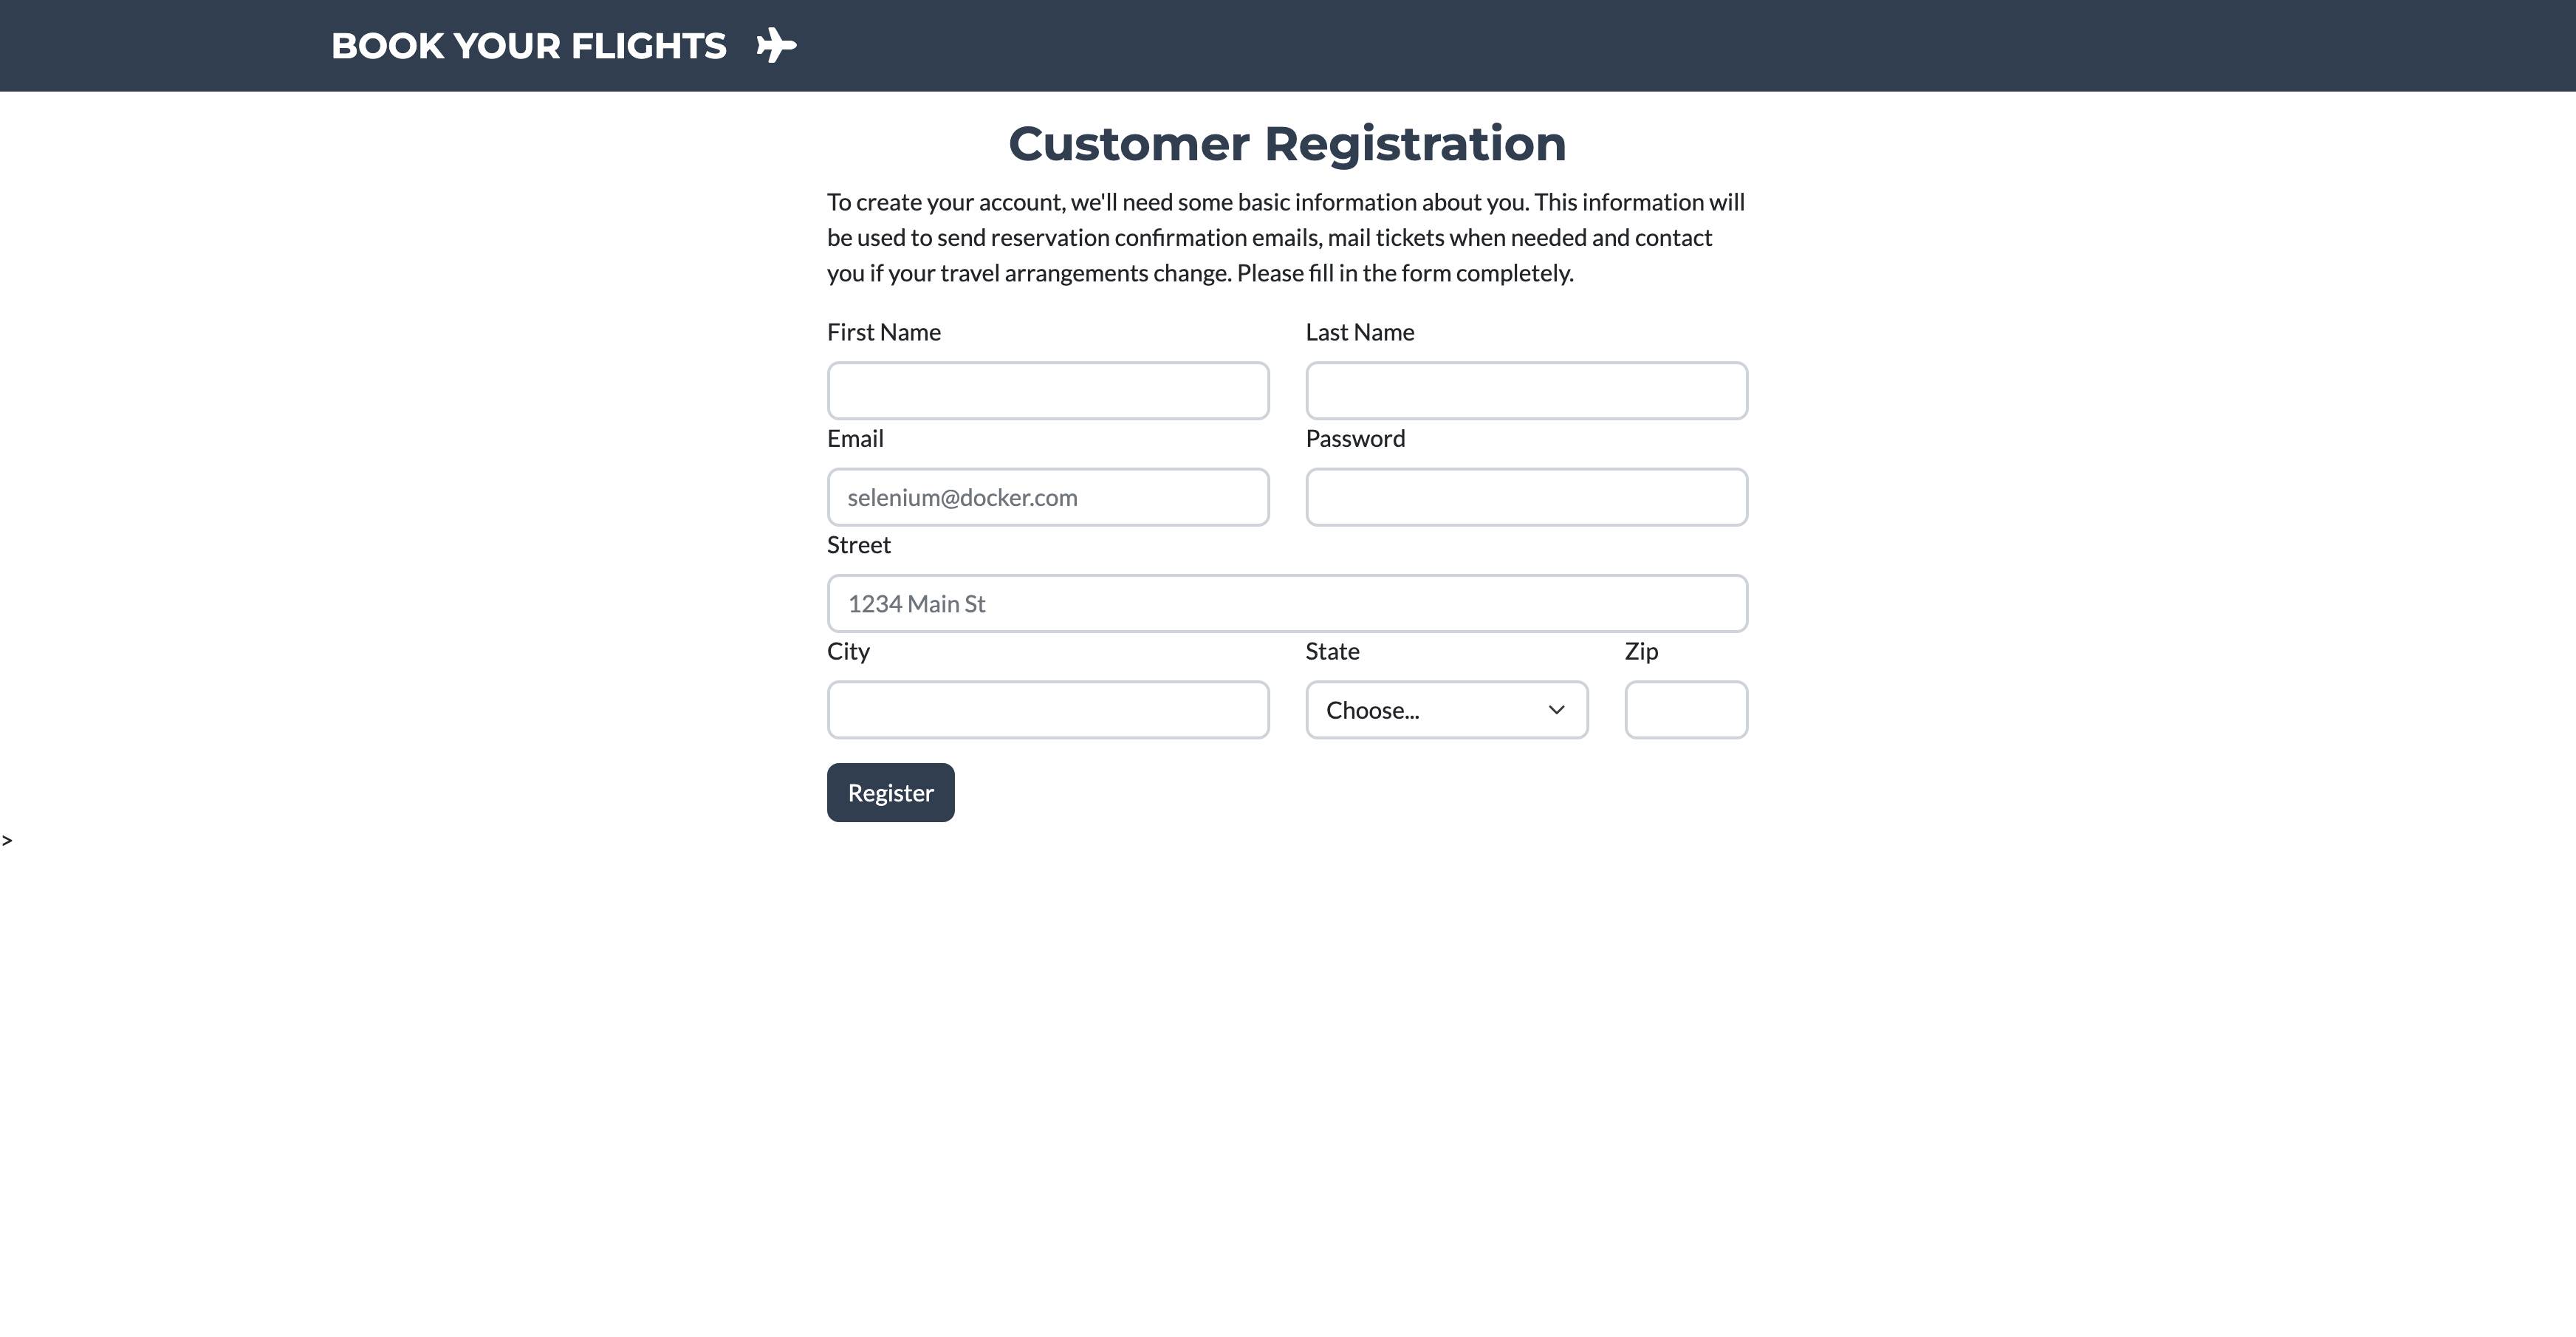 BOOK YOUR FLIGHTS
Customer Registration
To create your account, we'll need some basic information about you. This information will
be used to send reservation confirmation emails, mail tickets when needed and contact
you if your travel arrangements change. Please fill in the form completely.
First Name
Last Name
Email
Password
selenium@docker.com
Street
1234 Main St
City
State
Zip
Choose...
Register
>